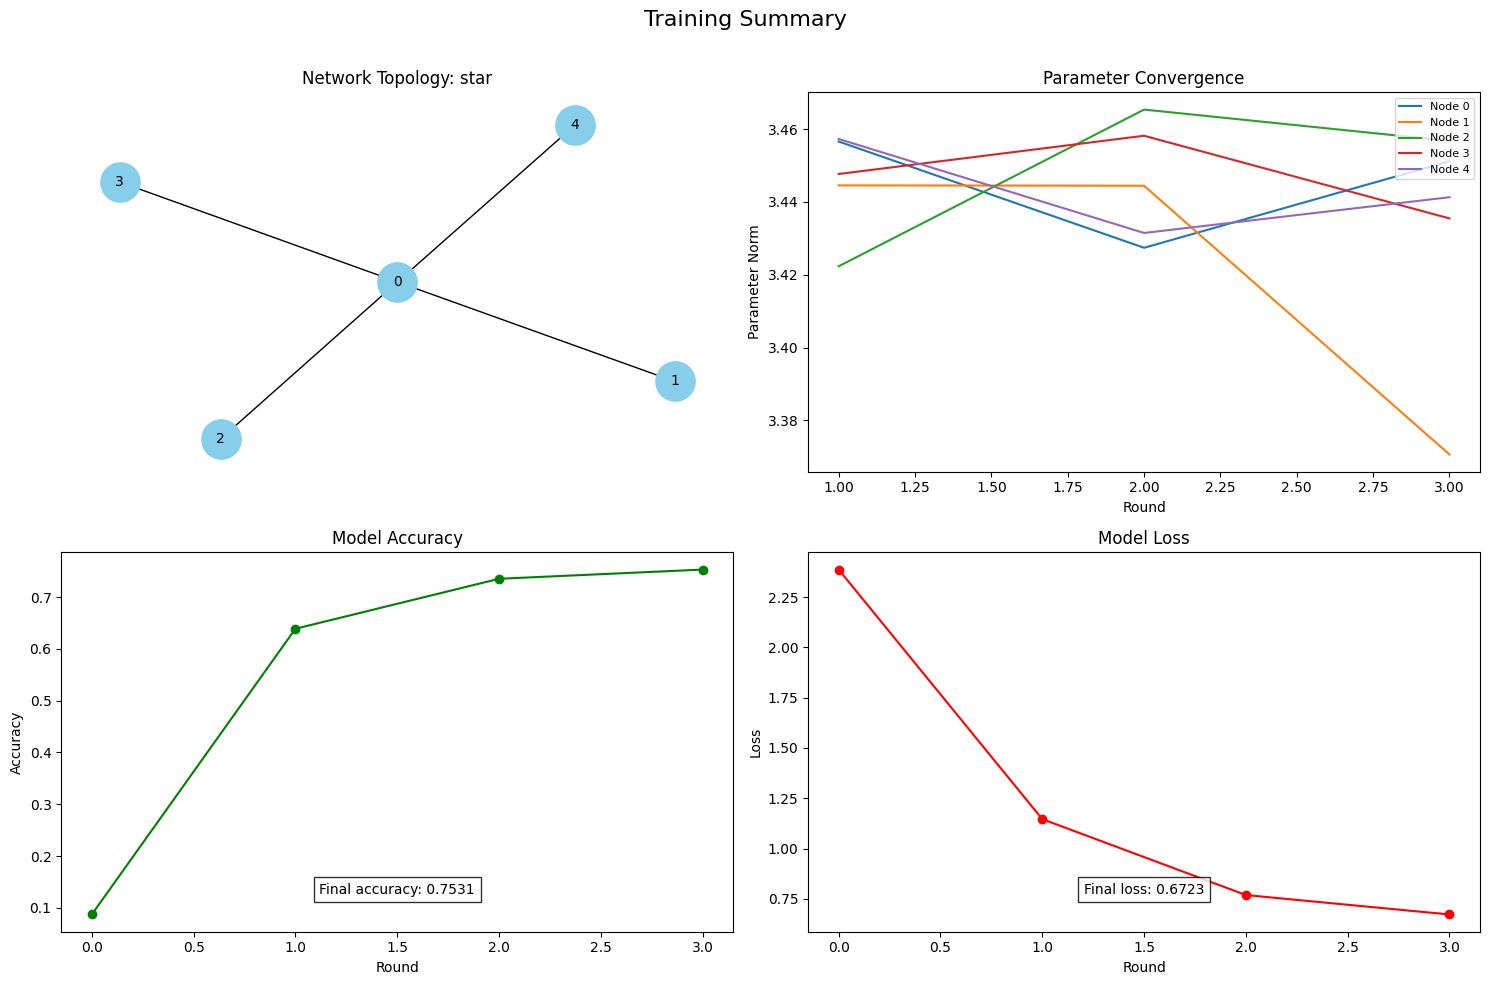 Training Summary
Network Topology: star
4
3
0
1
2
Parameter Convergence
Parameter Norm
3.46
3.44
3.42
3.40
3.38
Node 0
Node 1
Node 2
Node 3
Node 4
1.00 1.25 1.50 1.75 2.00 2.25 2.50 2.75 3.00
Round
Model Accuracy
Accuracy
0.7
0.6
0.5
0.4
0.3
0.2
0.1
Final accuracy: 0.7531
0.0 0.5 1.0 1.5 2.0 2.5 3.0
Round
Model Loss
Loss
2.25
2.00
1.75
1.50
1.25
1.00
0.75
Final loss: 0.6723
0.0 0.5 1.0 1.5 2.0 2.5 3.0
Round